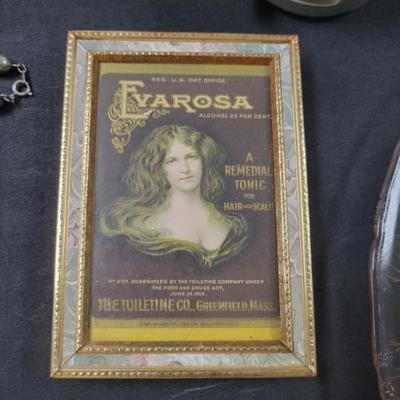 REG. U.S. PAT. OFFICE
EVAROSA
ALCOHOL 25 PER CENT.
A
REMEDIAL
TONIC
FOR
HAIR AND SCALP
GUARANTEED BY THE TOILETINE COMPANY UNDER
THE FOOD AND DRUGS ACT,
JUNE 30, 1906.
THE TOILETINE CO., GREENFIELD, MASS.